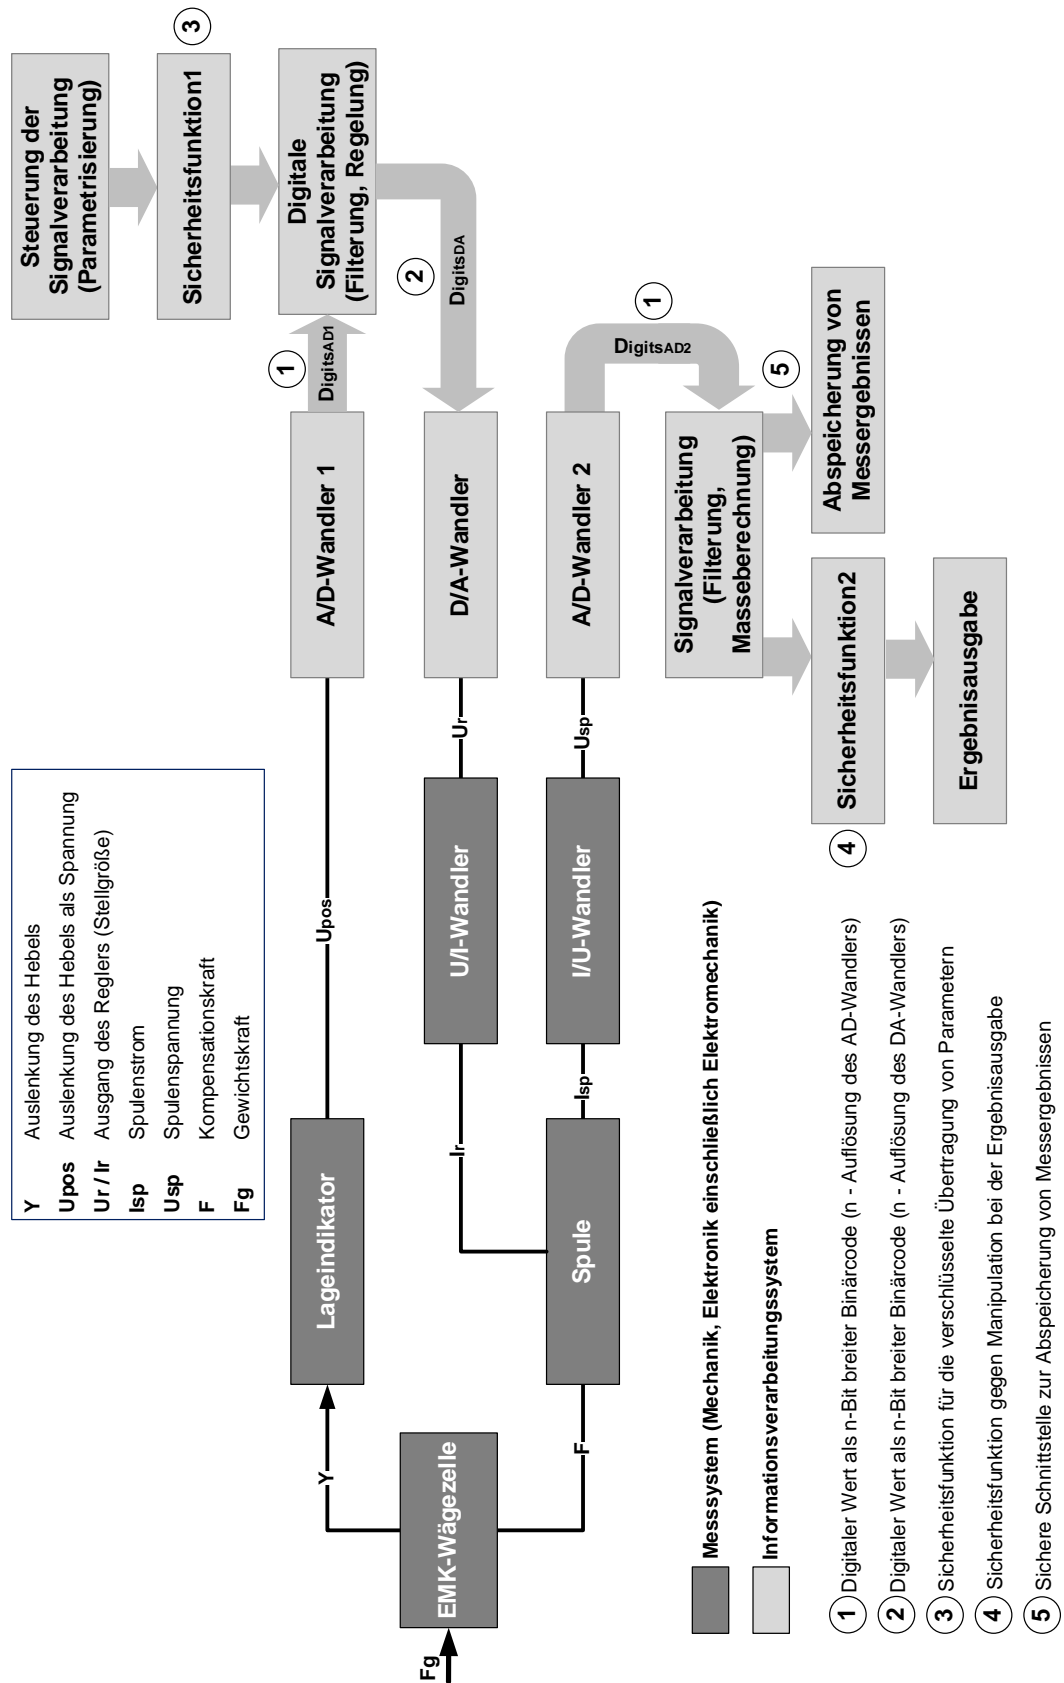 Steuerung der
Signalverarbeitung
(Parametrisierung)
Sicherheitsfunktion1
3
Digitale
Signalverarbeitung
(Filterung, Regelung)
1
DigitsAD1
2
DigitsDA
1
DigitsAD2
A/D-Wandler 1
D/A-Wandler
A/D-Wandler 2
Signalverarbeitung
(Filterung,
Masseberechnung)
5
Abspeicherung von
Messergebnissen
Sicherheitsfunktion2
4
Ergebnisausgabe
Y Auslenkung des Hebels
Upos Auslenkung des Hebels als Spannung
Ur / Ir Ausgang des Reglers (Stellgröße)
Isp Spulenstrom
Usp Spulenspannung
F Kompensationskraft
Fg Gewichtskraft
Upos
Ur
Usp
U/I-Wandler
I/U-Wandler
Ir
Isp
Lageindikator
Spule
Y
F
EMK-Wägezelle
Fg
Messsystem (Mechanik, Elektronik einschließlich Elektromechanik)
Informationsverarbeitungssystem
1 Digitaler Wert als n-Bit breiter Binärcode (n - Auflösung des AD-Wandlers)
2 Digitaler Wert als n-Bit breiter Binärcode (n - Auflösung des DA-Wandlers)
3 Sicherheitsfunktion für die verschlüsselte Übertragung von Parametern
4 Sicherheitsfunktion gegen Manipulation bei der Ergebnisausgabe
5 Sichere Schnittstelle zur Abspeicherung von Messergebnissen